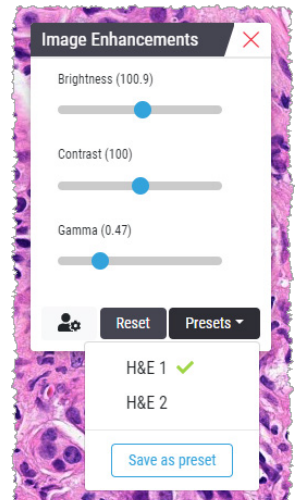 Image Enhancements
Brightness (100.9)
Contrast (100)
Gamma (0.47)
Reset
Presets
H&E 1
H&E 2
Save as preset